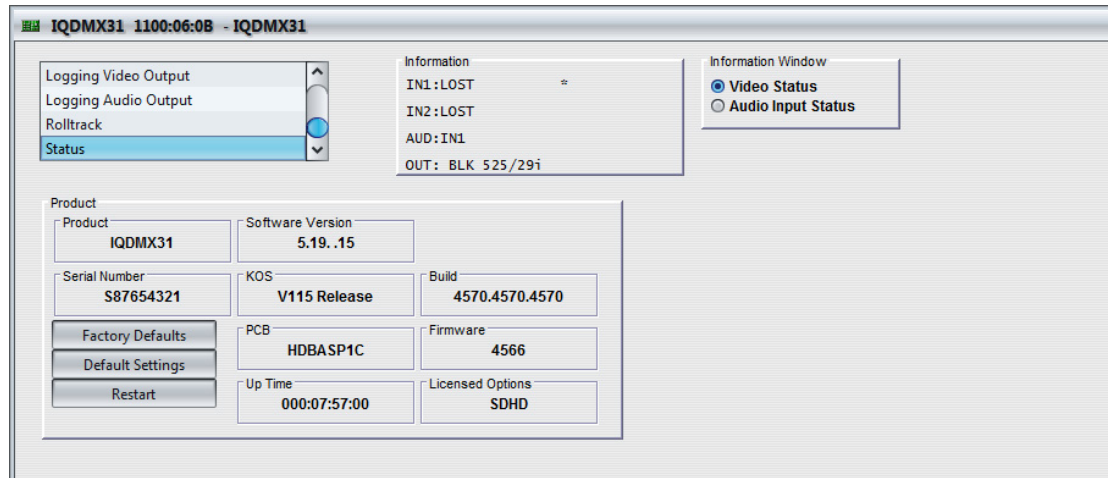 IQDMX31 1100:06:0B - IQDMX31
Logging Video Output
Logging Audio Output
Rolltrack
Status
Information
IN1:LOST *
IN2:LOST
AUD:IN1
OUT: BLK 525/29i
Information Window
Video Status
Audio Input Status
Product
Product
IQDMX31
Software Version
5.19. .15
Serial Number
S87654321
KOS
V115 Release
Build
4570.4570.4570
Factory Defaults
Default Settings
Restart
PCB
HDBASP1C
Firmware
4566
Up Time
000:07:57:00
Licensed Options
SDHD